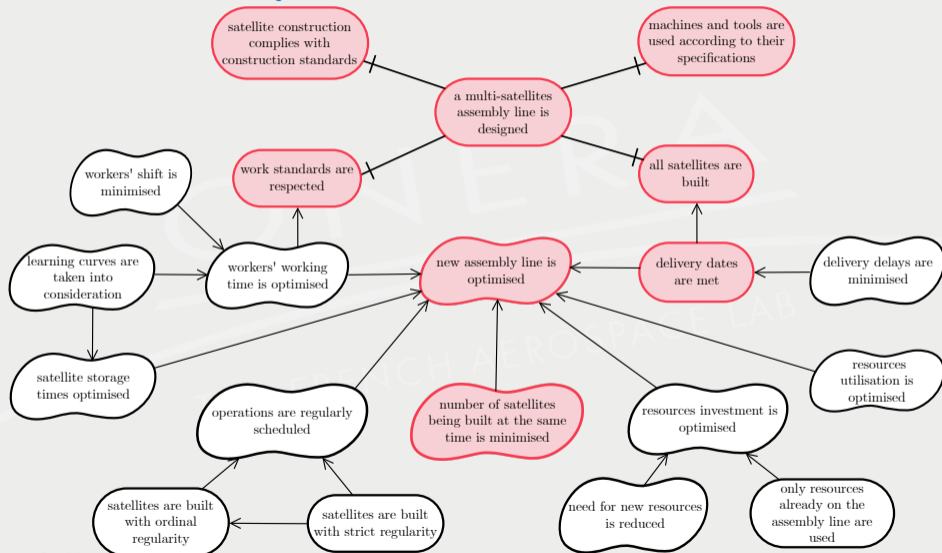 satellite construction
complies with
construction standards
machines and tools are
used according to their
specifications
a multi-satellites
assembly line is
designed
workers' shift is
minimised
work standards are
respected
all satellites are
built
learning curves are
taken into
consideration
workers' working
time is optimised
new assembly line is
optimised
delivery dates
are met
delivery delays are
minimised
satellite storage
times optimised
operations are regularly
scheduled
number of satellites
being built at the same
time is minimised
resources investment is
optimised
resources
utilisation is
optimised
satellites are built
with ordinal
regularity
satellites are built
with strict regularity
need for new resources
is reduced
only resources
already on the
assembly line are
used
ONERA
FRENCH AEROSPACE LAB